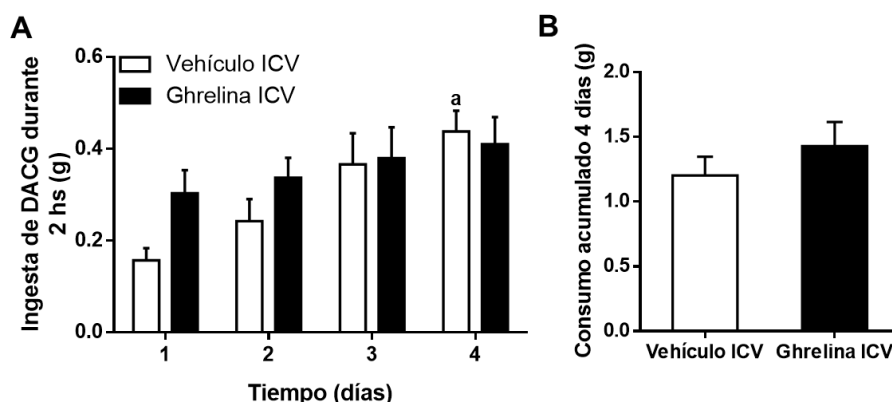 A
Ingesta de DACG durante
2 hs (g)
0.6
0.4
0.2
0.0
Vehículo ICV
Ghrelina ICV
a
1 2 3 4
Tiempo (días)
B
Consumo acumulado 4 días (g)
2.0
1.5
1.0
0.5
0.0
Vehículo ICV Ghrelina ICV